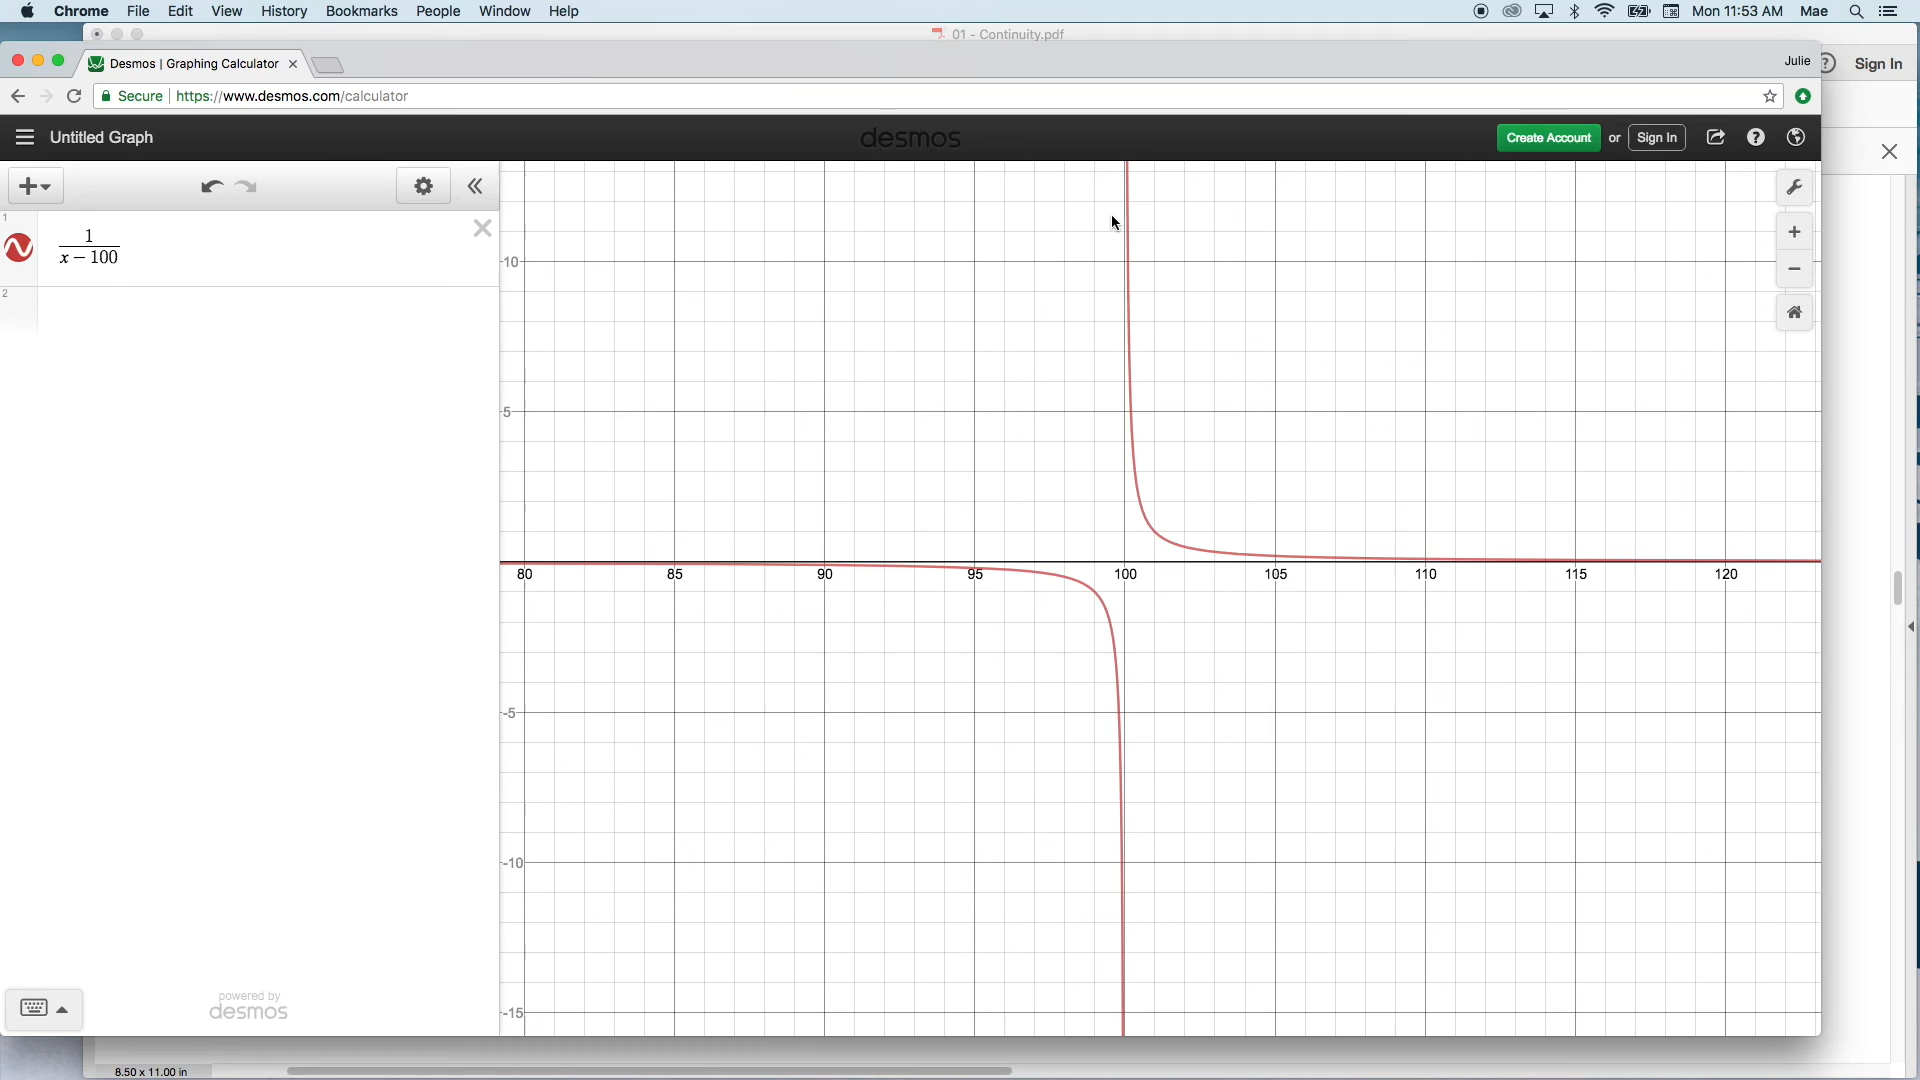 Chrome File Edit View History Bookmarks People Window Help Mon 11:53 AM Mae
01 - Continuity.pdf
Desmos | Graphing Calculator Julie Sign In
Secure https://www.desmos.com/calculator
Untitled Graph desmos Create Account or Sign In
1
1
x − 100
2
10
5
80 85 90 95 100 105 110 115 120
-5
-10
-15
powered by
desmos
8.50 x 11.00 in